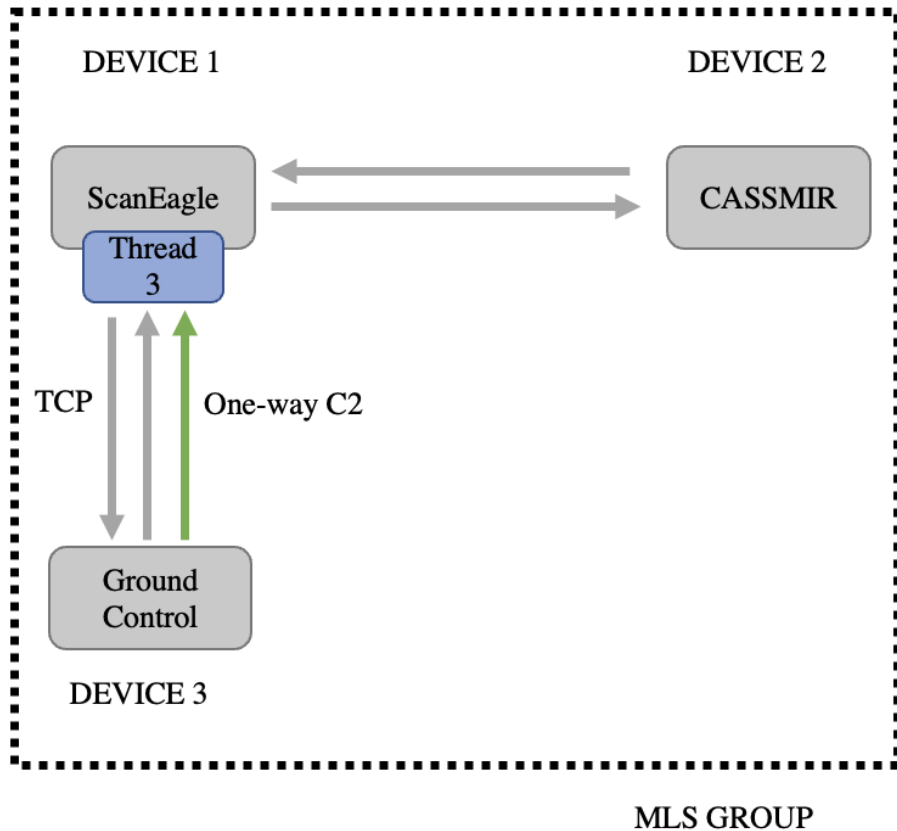 DEVICE 1
DEVICE 2
ScanEagle
CASSMIR
Thread
3
TCP
One-way C2
Ground
Control
DEVICE 3
MLS GROUP